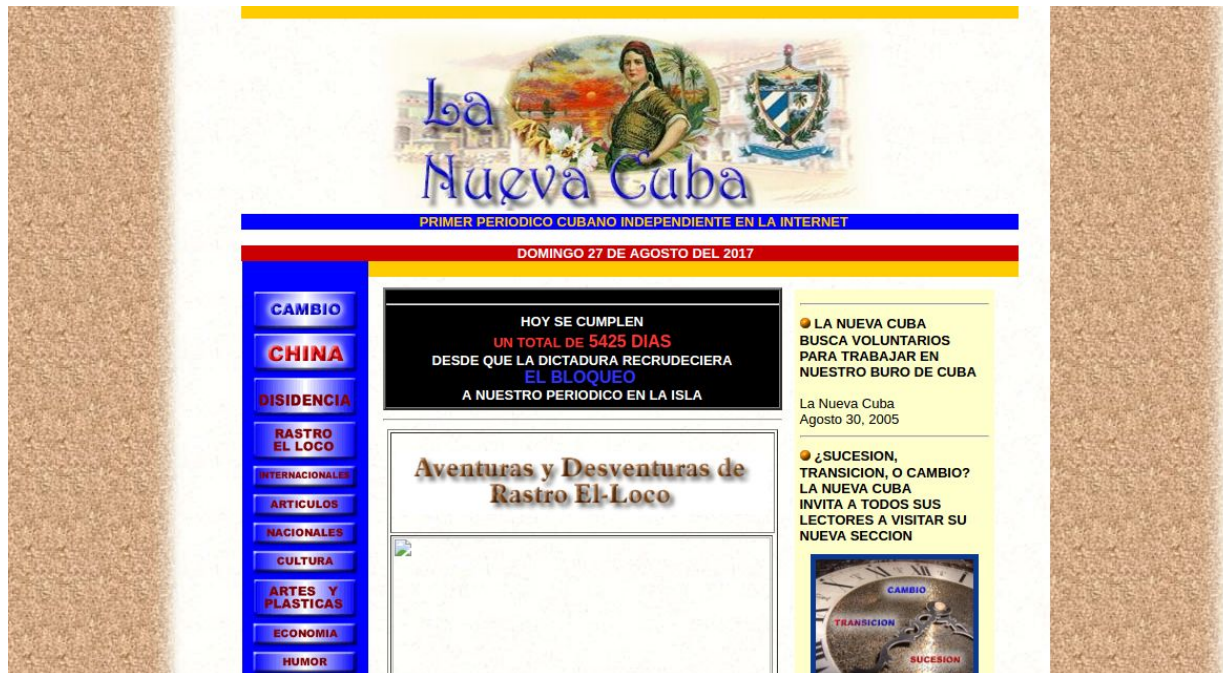 La
Nueva Cuba
PRIMER PERIODICO CUBANO INDEPENDIENTE EN LA INTERNET
DOMINGO 27 DE AGOSTO DEL 2017
CAMBIO
CHINA
DISIDENCIA
RASTRO
EL LOCO
INTERNACIONALES
ARTICULOS
NACIONALES
CULTURA
ARTES Y
PLASTICAS
ECONOMIA
HUMOR
HOY SE CUMPLEN
UN TOTAL DE 5425 DIAS
DESDE QUE LA DICTADURA RECRUDECIERA
EL BLOQUEO
A NUESTRO PERIODICO EN LA ISLA
Aventuras y Desventuras de
Rastro El-Loco
LA NUEVA CUBA
BUSCA VOLUNTARIOS
PARA TRABAJAR EN
NUESTRO BURO DE CUBA
La Nueva Cuba
Agosto 30, 2005
¿SUCESION,
TRANSICION, O CAMBIO?
LA NUEVA CUBA
INVITA A TODOS SUS
LECTORES A VISITAR SU
NUEVA SECCION
CAMBIO
TRANSICION
SUCESION